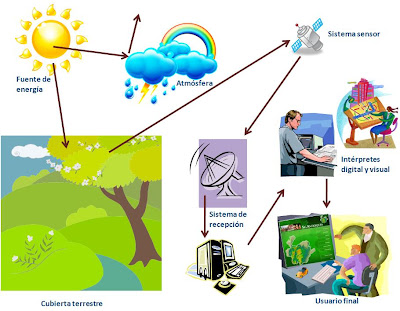 Fuente de
energía
Atmósfera
Sistema sensor
Intérpretes
digital y visual
Sistema de
recepción
Cubierta terrestre
Usuario final